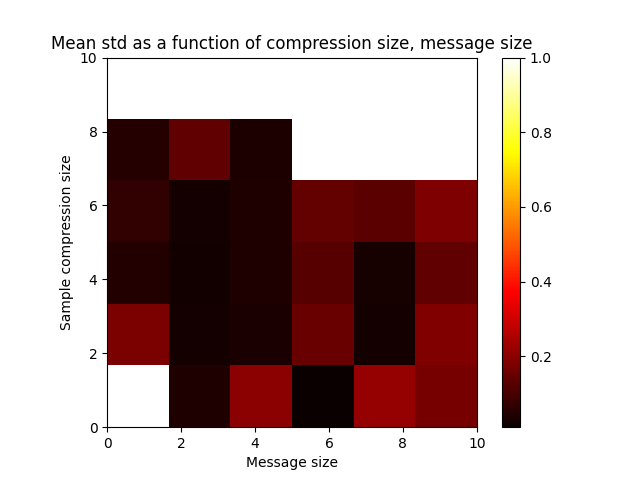 Mean std as a function of compression size, message size
10
8
6
4
2
0
Sample compression size
0 2 4 6 8 10
Message size
1.0
0.8
0.6
0.4
0.2